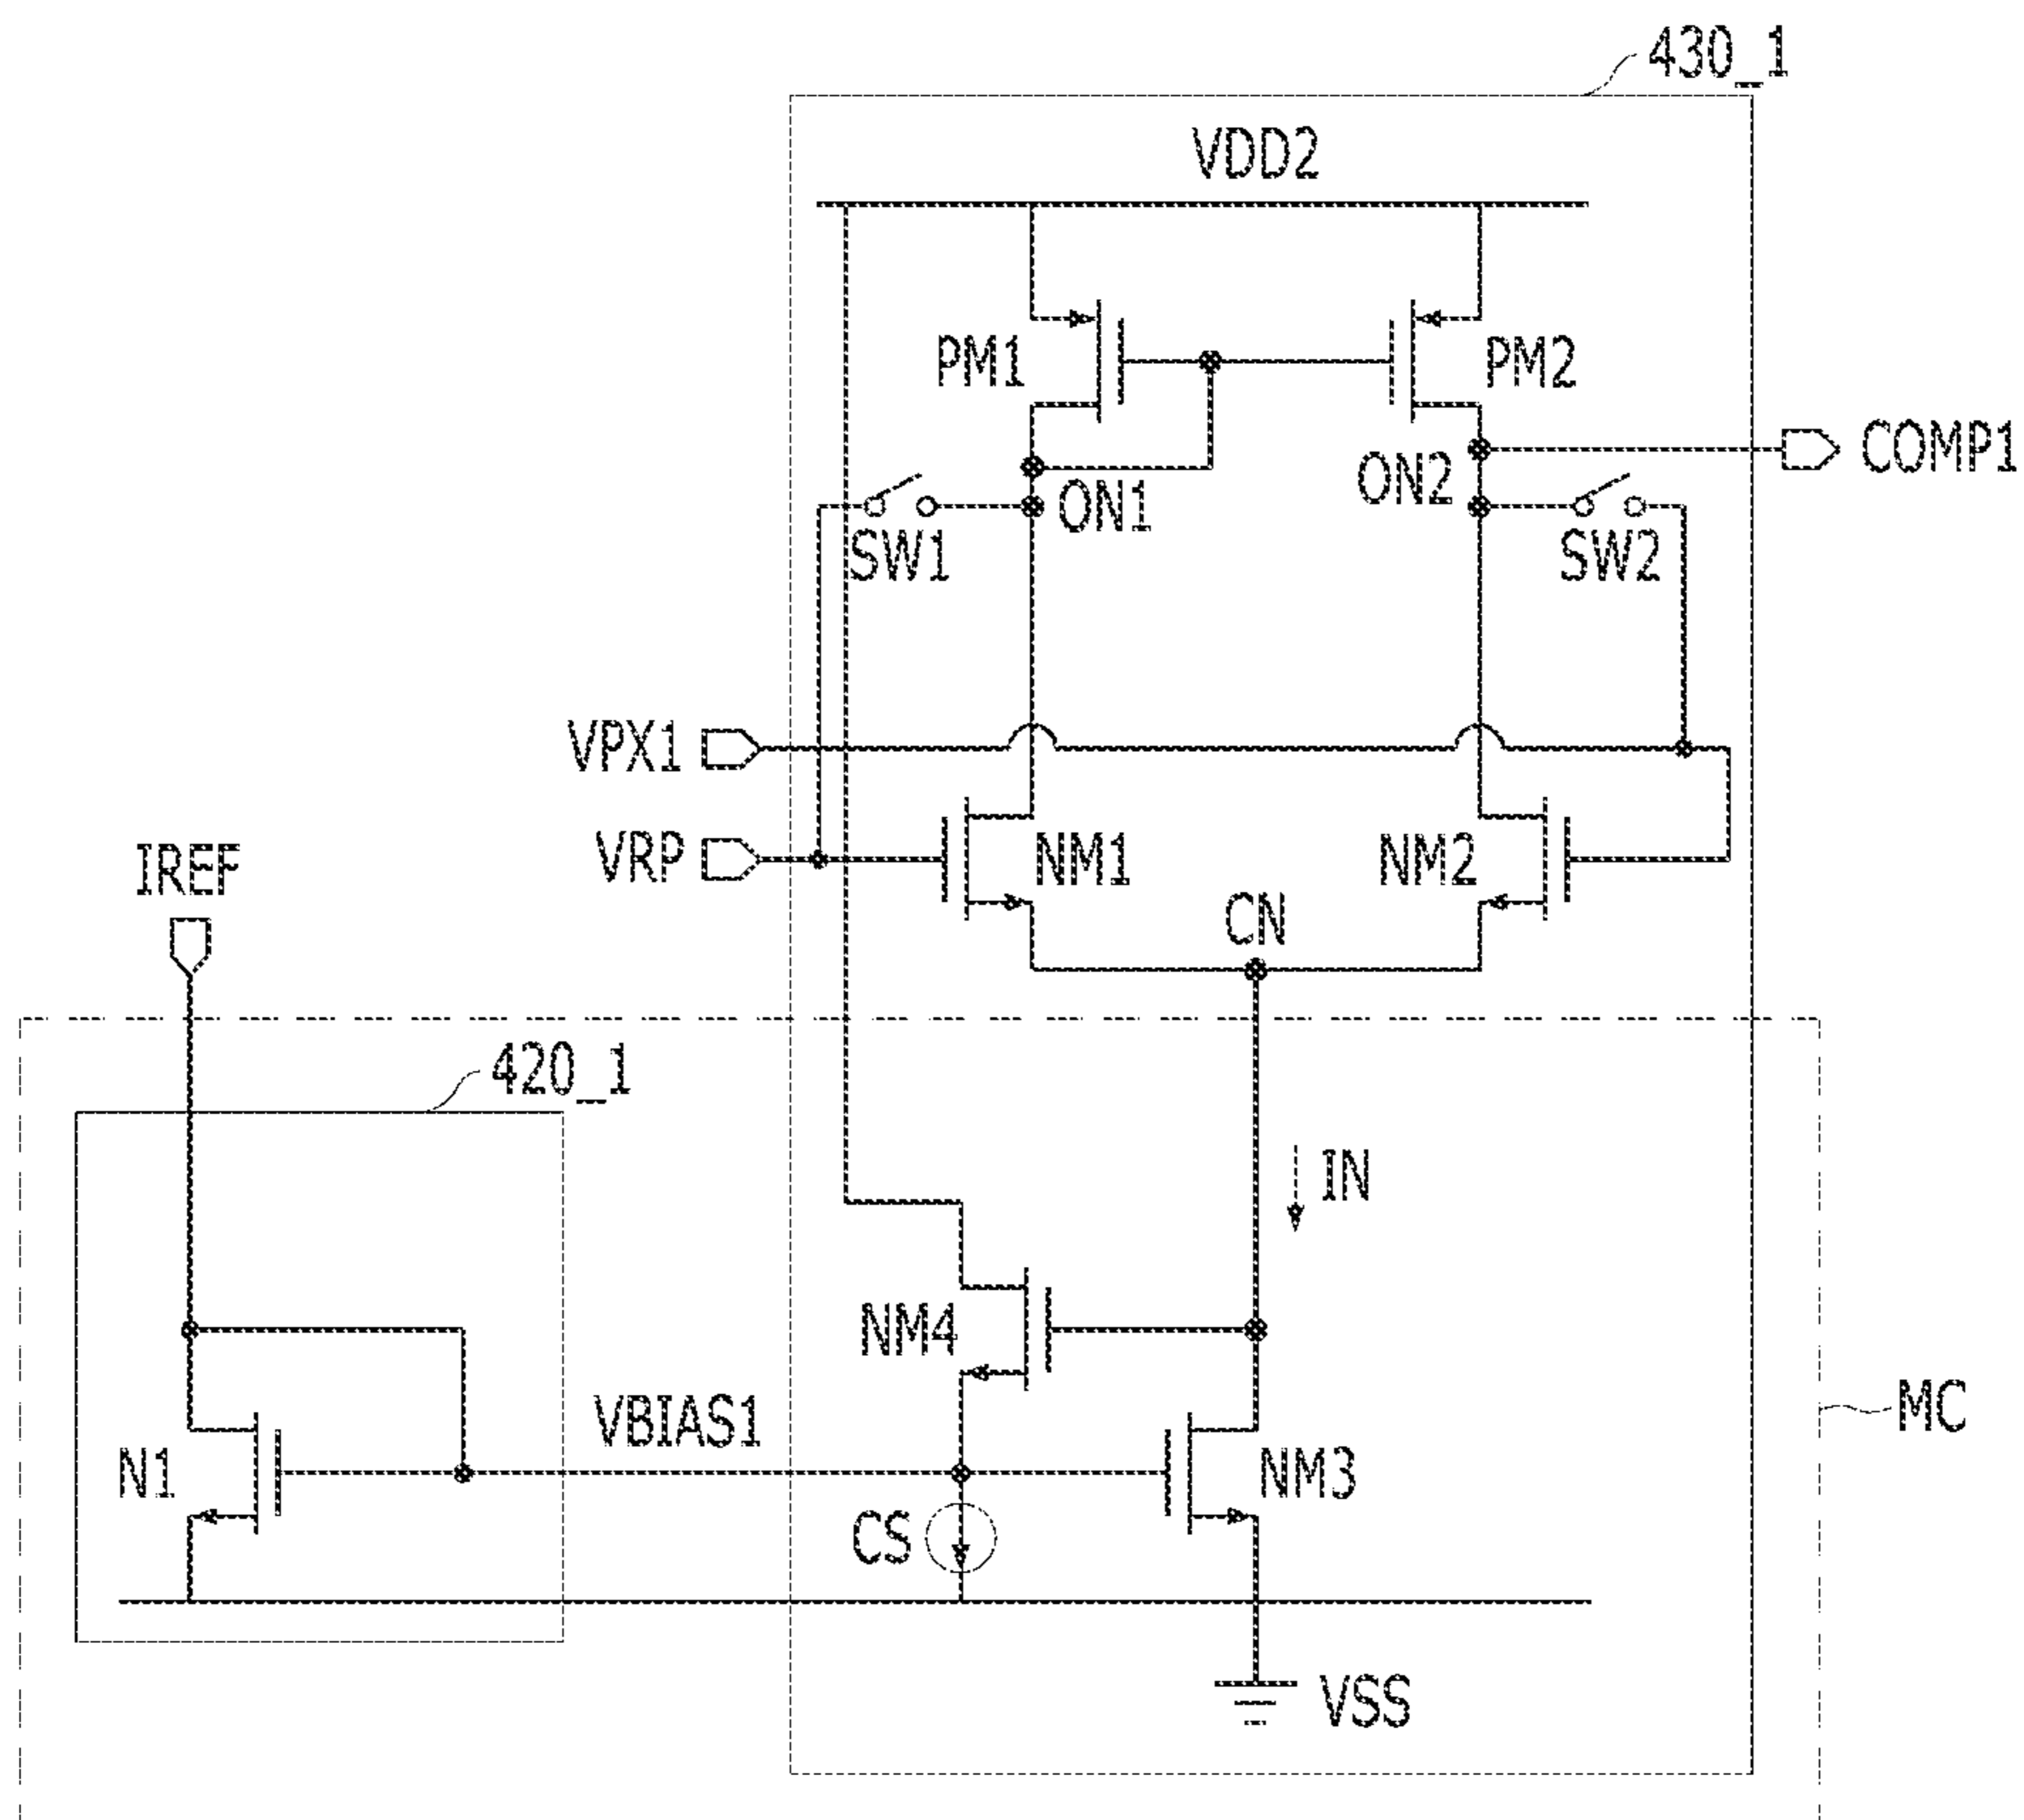 430_1
VDD2
PM1
PM2
COMP1
ON1
ON2
SW1
SW2
VPX1
VRP
NM1
NM2
IREF
CN
420_1
IN
NM4
MC
VBIAS1
N1
NM3
CS
VSS